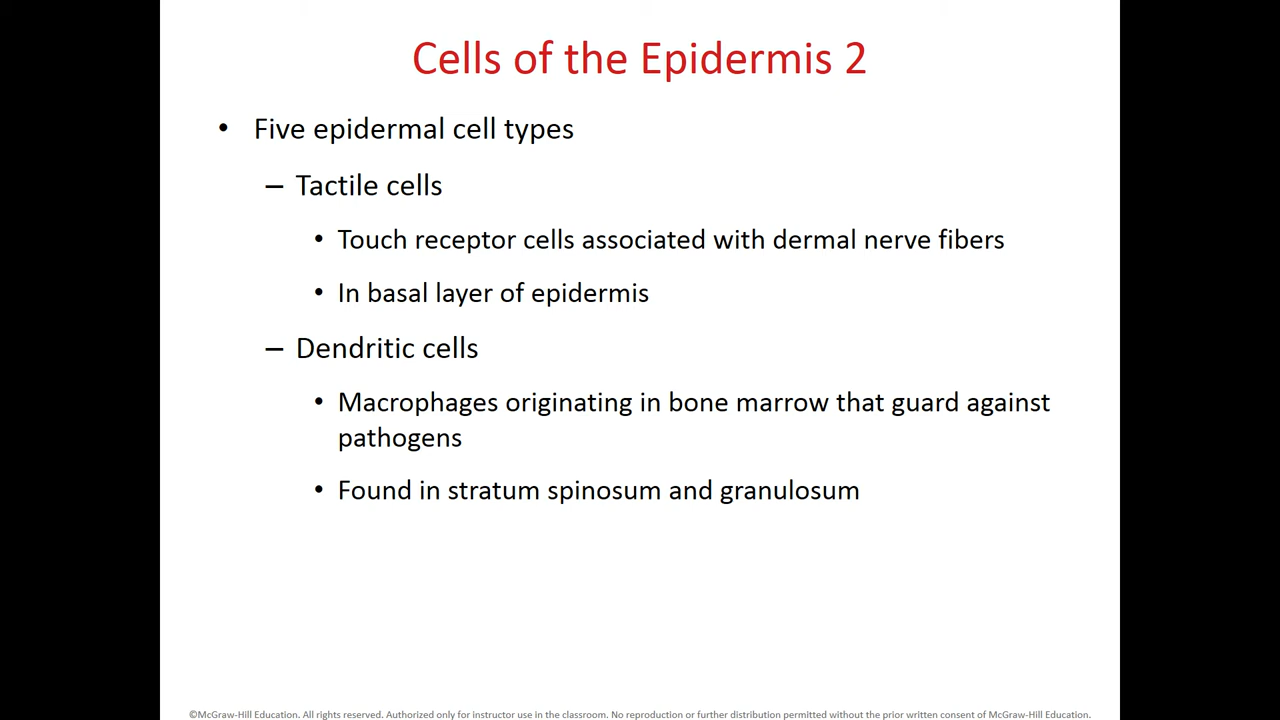 Cells of the Epidermis 2
• Five epidermal cell types
– Tactile cells
• Touch receptor cells associated with dermal nerve fibers
• In basal layer of epidermis
– Dendritic cells
• Macrophages originating in bone marrow that guard against
pathogens
• Found in stratum spinosum and granulosum
©McGraw-Hill Education. All rights reserved. Authorized only for instructor use in the classroom. No reproduction or further distribution permitted without the prior written consent of McGraw-Hill Education.